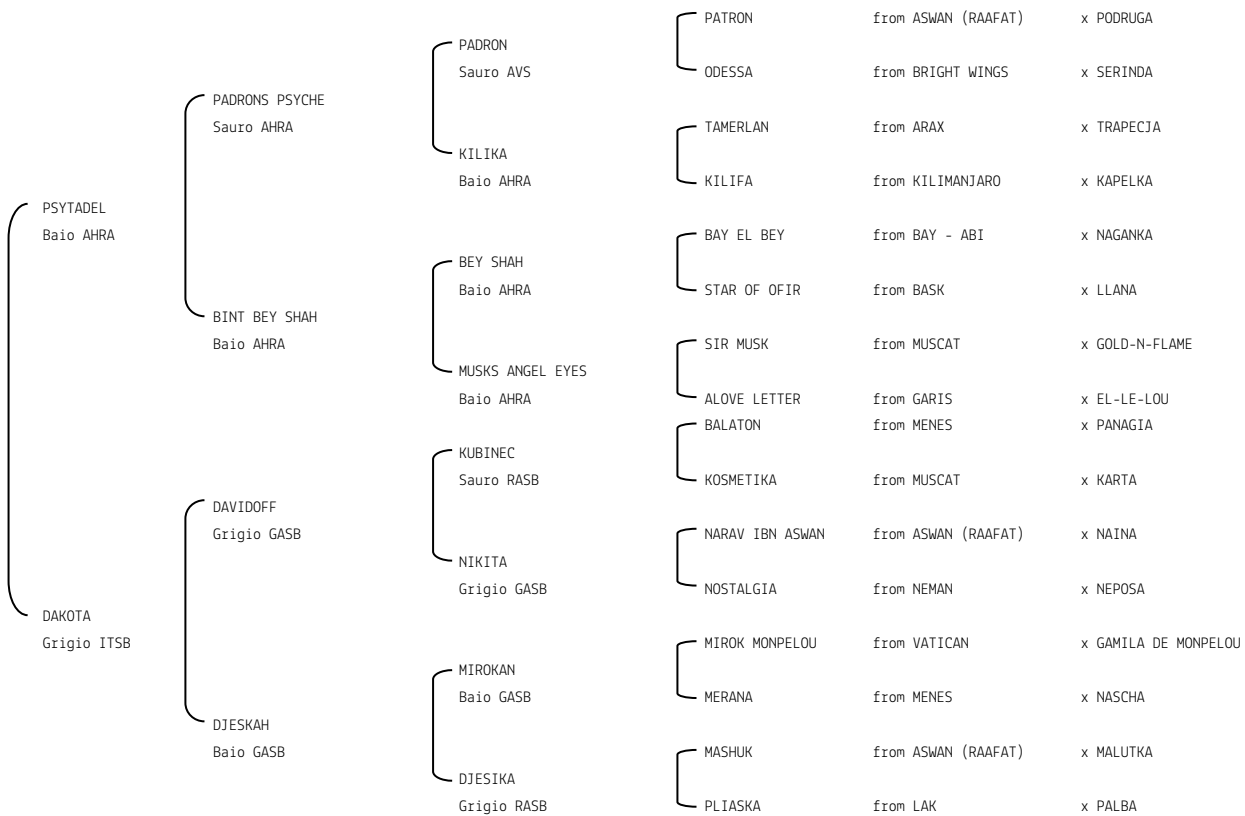 PATRON from ASWAN (RAAFAT) x PODRUGA
PADRON
Sauro AVS ODESSA from BRIGHT WINGS x SERINDA
PADRONS PSYCHE
Sauro AHRA TAMERLAN from ARAX x TRAPECJA
KILIKA
Baio AHRA KILIFA from KILIMANJARO x KAPELKA
PSYTADEL
Baio AHRA BAY EL BEY from BAY - ABI x NAGANKA
BEY SHAH
Baio AHRA STAR OF OFIR from BASK x LLANA
BINT BEY SHAH
Baio AHRA SIR MUSK from MUSCAT x GOLD-N-FLAME
MUSKS ANGEL EYES
Baio AHRA ALOVE LETTER from GARIS x EL-LE-LOU
BALATON from MENES x PANAGIA
KUBINEC
Sauro RASB KOSMETIKA from MUSCAT x KARTA
DAVIDOFF
Grigio GASB NARAV IBN ASWAN from ASWAN (RAAFAT) x NAINA
NIKITA
Grigio GASB NOSTALGIA from NEMAN x NEPOSA
DAKOTA
Grigio ITSB MIROK MONPELOU from VATICAN x GAMILA DE MONPELOU
MIROKAN
Baio GASB MERANA from MENES x NASCHA
DJESKAH
Baio GASB MASHUK from ASWAN (RAAFAT) x MALUTKA
DJESIKA
Grigio RASB PLIASKA from LAK x PALBA